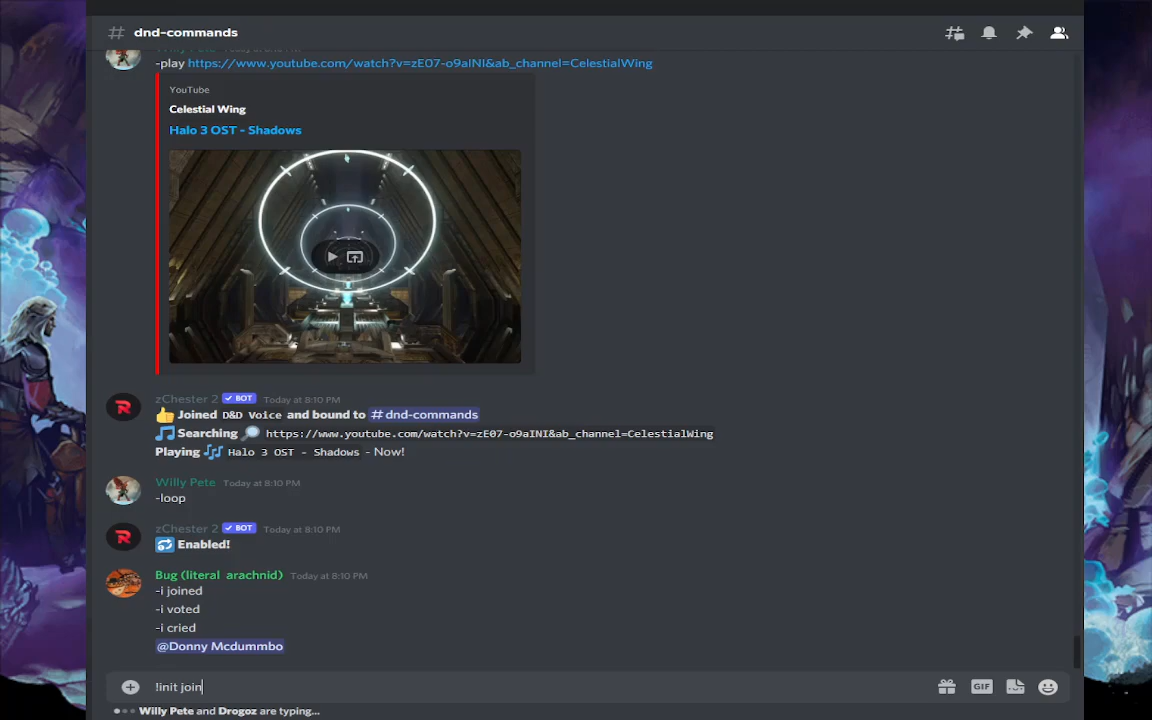 dnd-commands
Willy Pete
-play https://www.youtube.com/watch?v=zE07-o9aINI&ab_channel=CelestialWing
YouTube
Celestial Wing
Halo 3 OST - Shadows
zChester 2 ✓ BOT Today at 8:10 PM
👍 Joined D&D Voice and bound to # dnd-commands
🎵 Searching 🔎 https://www.youtube.com/watch?v=zE07-o9aINI&ab_channel=CelestialWing
Playing 🎶 Halo 3 OST - Shadows - Now!
Willy Pete Today at 8:10 PM
-loop
zChester 2 ✓ BOT Today at 8:10 PM
🔂 Enabled!
Bug (literal arachnid) Today at 8:10 PM
-i joined
-i voted
-i cried
@Donny Mcdummbo
!init join
GIF
Willy Pete and Drogoz are typing...